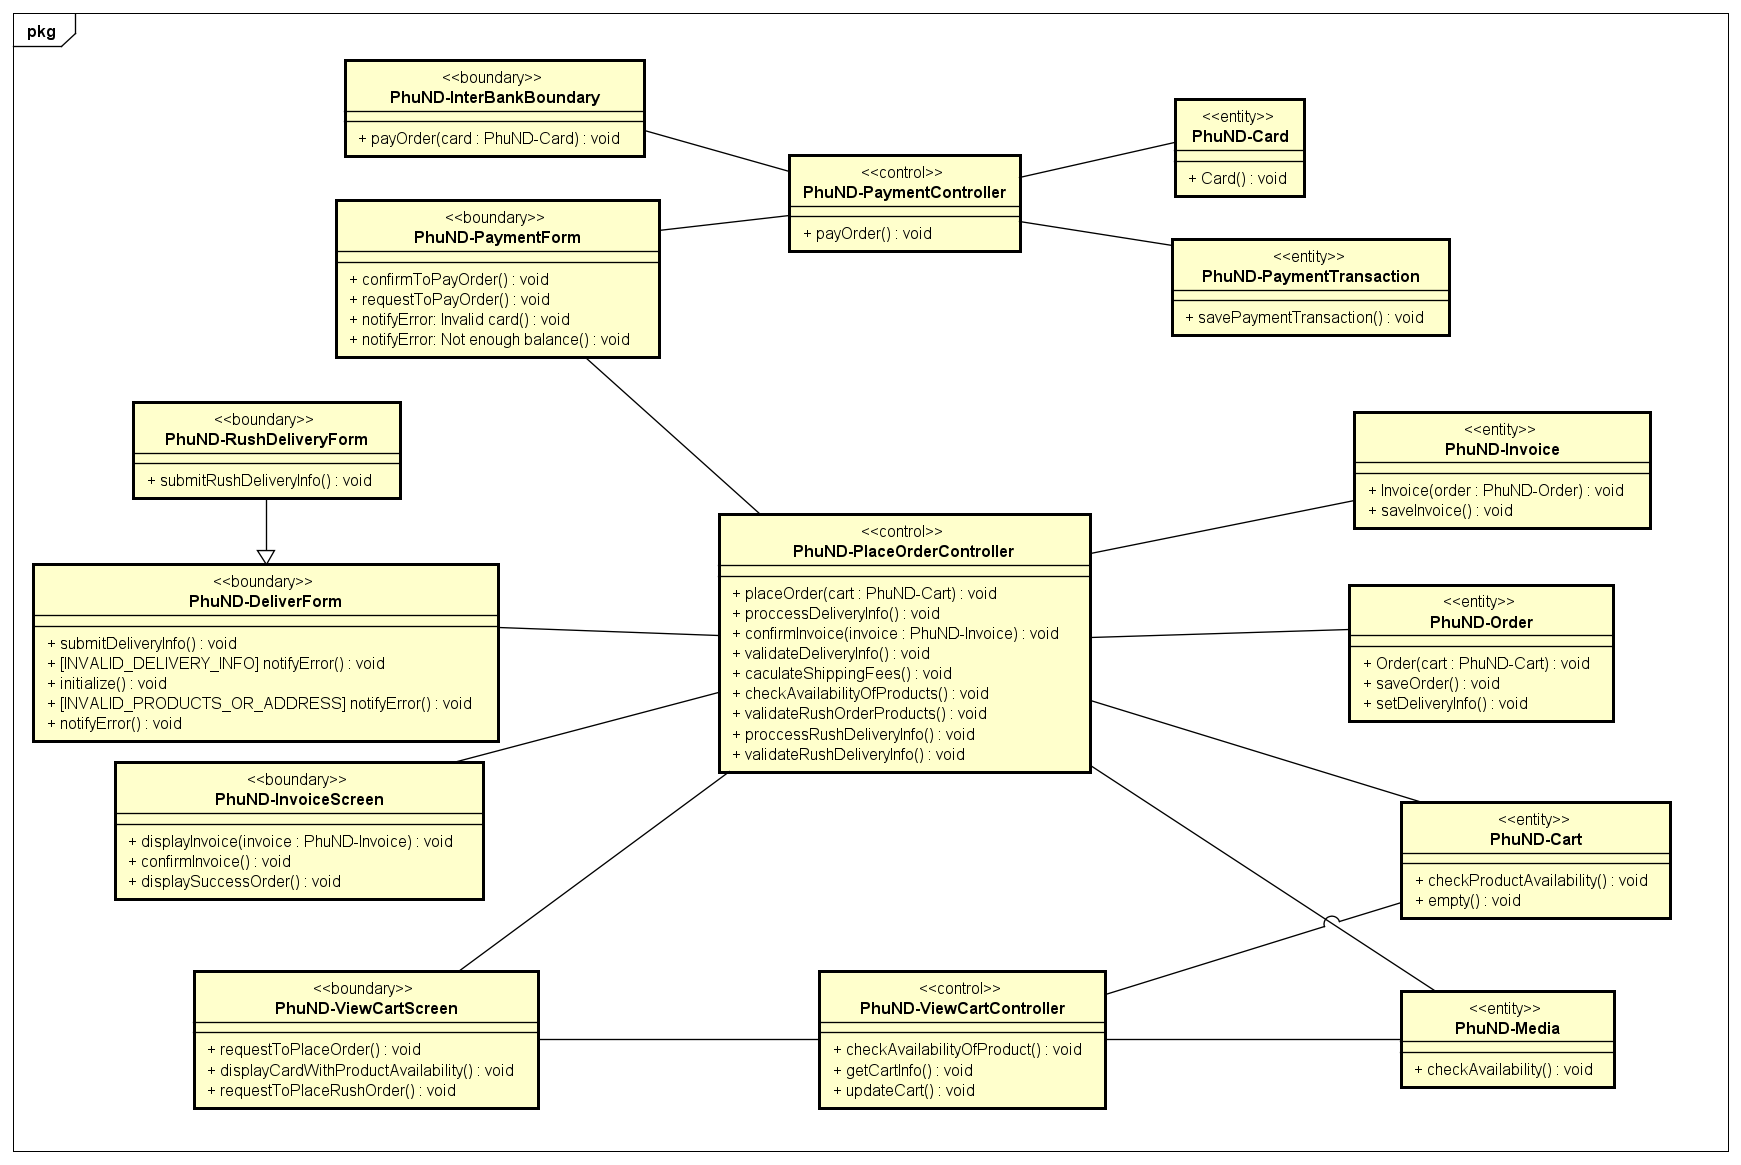 pkg
<<boundary>>
PhuND-InterBankBoundary
+ payOrder(card : PhuND-Card) : void
<<entity>>
PhuND-Card
+ Card() : void
<<control>>
PhuND-PaymentController
+ payOrder() : void
<<boundary>>
PhuND-PaymentForm
+ confirmToPayOrder() : void
+ requestToPayOrder() : void
+ notifyError: Invalid card() : void
+ notifyError: Not enough balance() : void
<<entity>>
PhuND-PaymentTransaction
+ savePaymentTransaction() : void
<<boundary>>
PhuND-RushDeliveryForm
+ submitRushDeliveryInfo() : void
<<entity>>
PhuND-Invoice
+ Invoice(order : PhuND-Order) : void
+ saveInvoice() : void
<<control>>
PhuND-PlaceOrderController
+ placeOrder(cart : PhuND-Cart) : void
+ proccessDeliveryInfo() : void
+ confirmInvoice(invoice : PhuND-Invoice) : void
+ validateDeliveryInfo() : void
+ caculateShippingFees() : void
+ checkAvailabilityOfProducts() : void
+ validateRushOrderProducts() : void
+ proccessRushDeliveryInfo() : void
+ validateRushDeliveryInfo() : void
<<boundary>>
PhuND-DeliverForm
+ submitDeliveryInfo() : void
+ [INVALID_DELIVERY_INFO] notifyError() : void
+ initialize() : void
+ [INVALID_PRODUCTS_OR_ADDRESS] notifyError() : void
+ notifyError() : void
<<entity>>
PhuND-Order
+ Order(cart : PhuND-Cart) : void
+ saveOrder() : void
+ setDeliveryInfo() : void
<<boundary>>
PhuND-InvoiceScreen
+ displayInvoice(invoice : PhuND-Invoice) : void
+ confirmInvoice() : void
+ displaySuccessOrder() : void
<<entity>>
PhuND-Cart
+ checkProductAvailability() : void
+ empty() : void
<<boundary>>
PhuND-ViewCartScreen
+ requestToPlaceOrder() : void
+ displayCardWithProductAvailability() : void
+ requestToPlaceRushOrder() : void
<<control>>
PhuND-ViewCartController
+ checkAvailabilityOfProduct() : void
+ getCartInfo() : void
+ updateCart() : void
<<entity>>
PhuND-Media
+ checkAvailability() : void